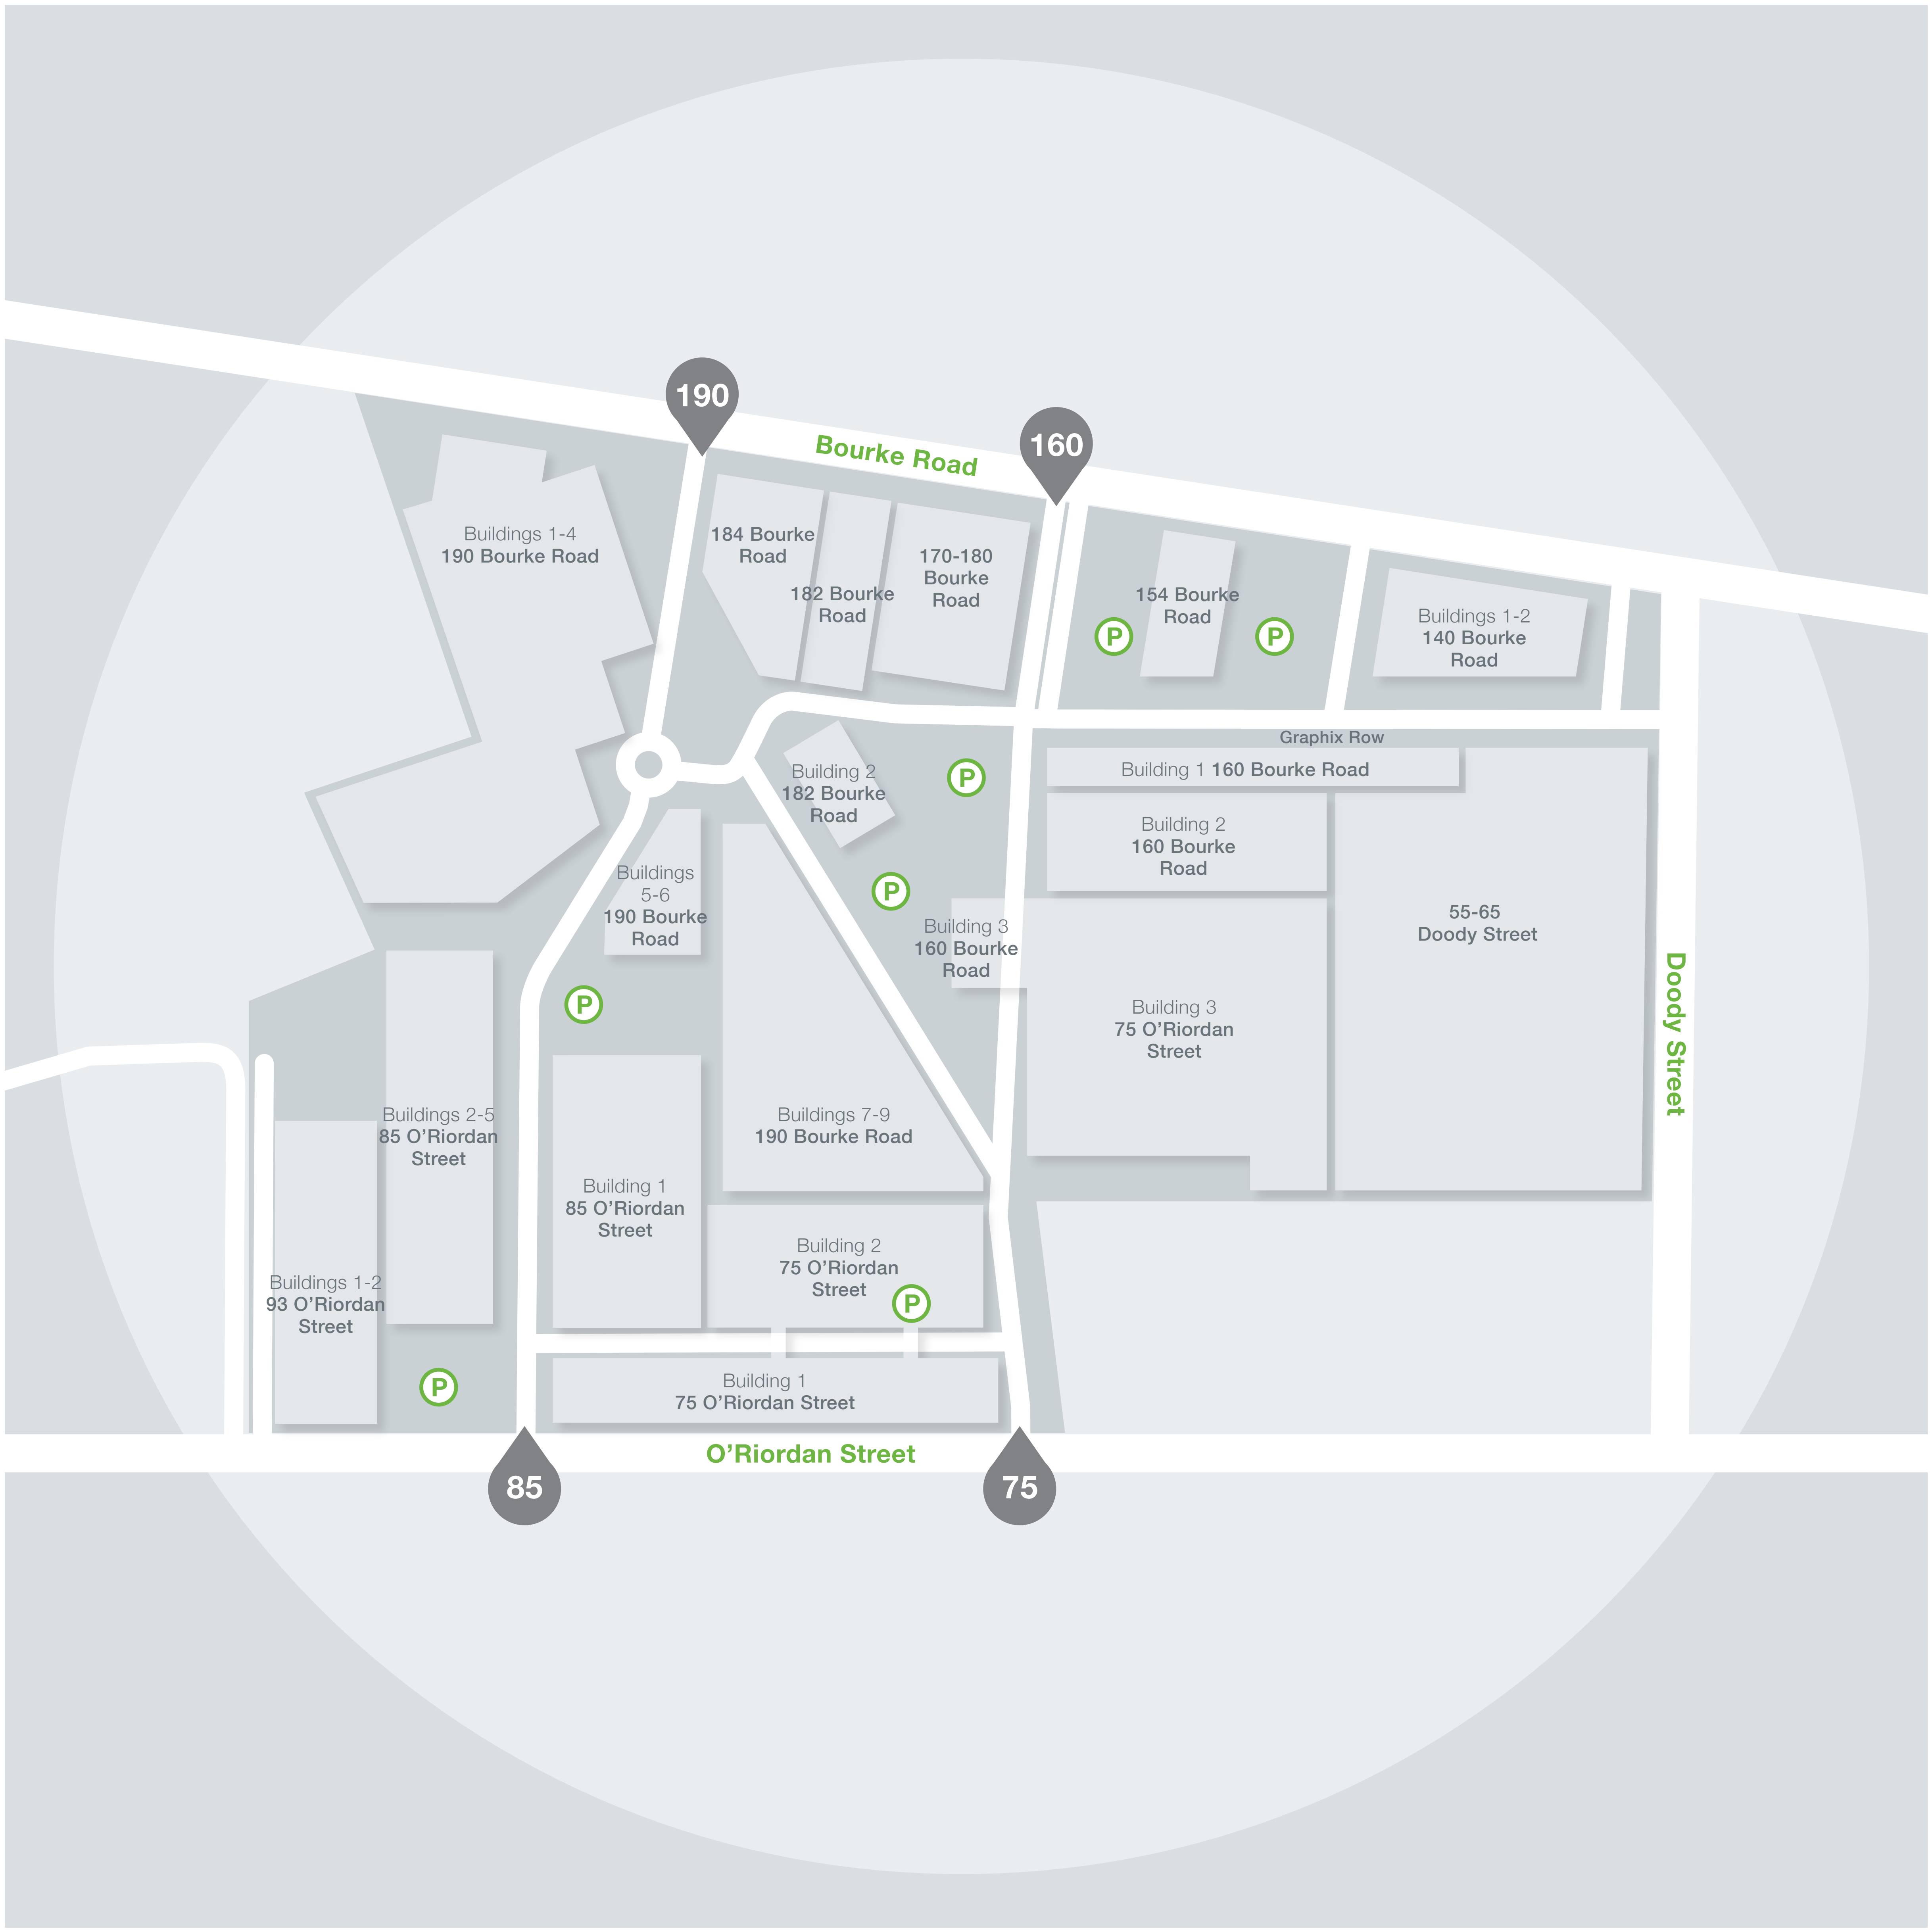 190
160
Bourke Road
Buildings 1-4
190 Bourke Road
184 Bourke
Road
182 Bourke
Road
170-180
Bourke
Road
154 Bourke
Road
P
P
Buildings 1-2
140 Bourke
Road
Graphix Row
Building 2
182 Bourke
Road
P
Building 1 160 Bourke Road
Building 2
160 Bourke
Road
Buildings
5-6
190 Bourke
Road
P
Building 3
160 Bourke
Road
55-65
Doody Street
Doody Street
P
Building 3
75 O’Riordan
Street
Buildings 2-5
85 O’Riordan
Street
Buildings 7-9
190 Bourke Road
Building 1
85 O’Riordan
Street
Building 2
75 O’Riordan
Street
P
Buildings 1-2
93 O’Riordan
Street
P
Building 1
75 O’Riordan Street
O’Riordan Street
85
75